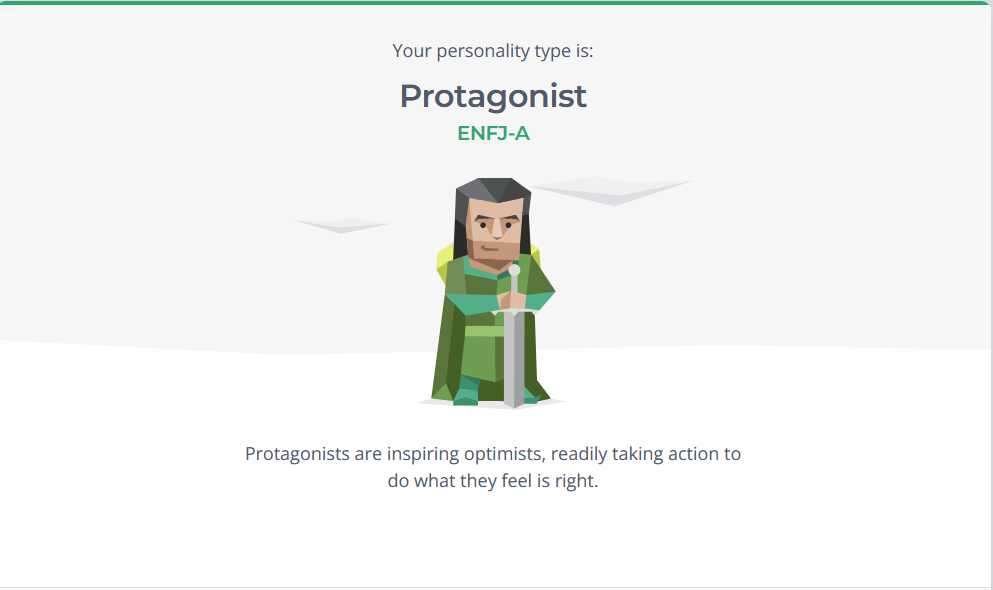 Your personality type is:
Protagonist
ENFJ-A
Protagonists are inspiring optimists, readily taking action to
do what they feel is right.